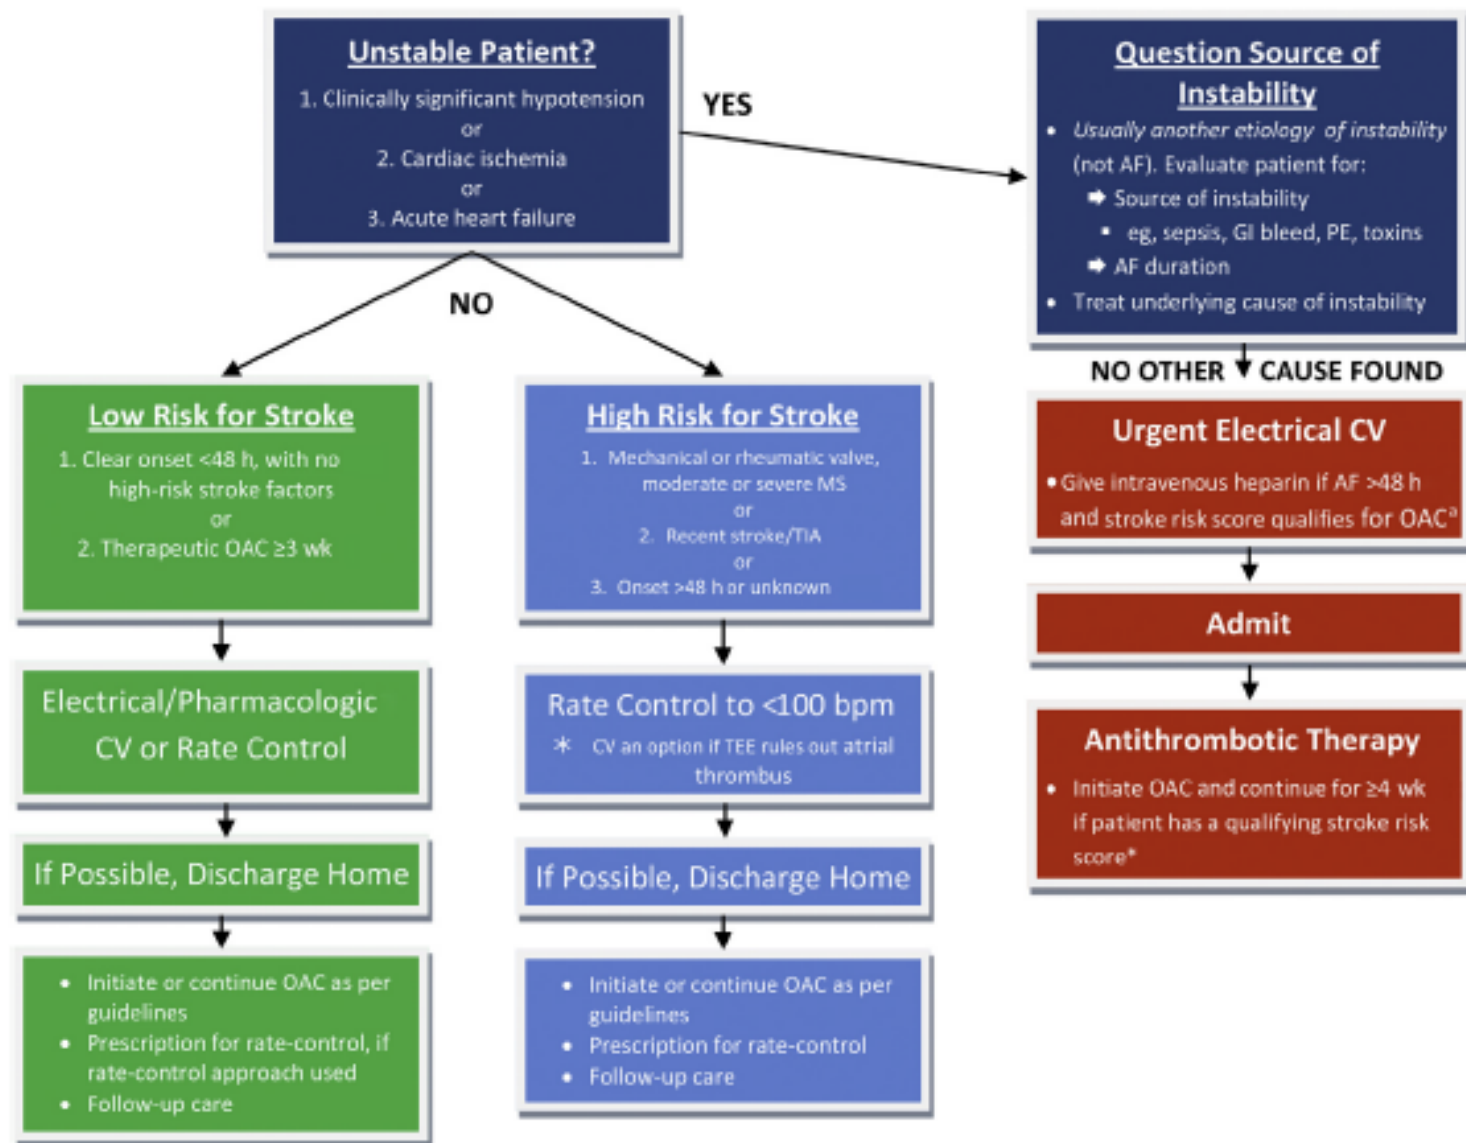 Unstable Patient?
1. Clinically significant hypotension
or
2. Cardiac ischemia
or
3. Acute heart failure
YES
Question Source of
Instability
• Usually another etiology of instability
(not AF). Evaluate patient for:
➡ Source of instability
▪ eg, sepsis, GI bleed, PE, toxins
➡ AF duration
• Treat underlying cause of instability
NO
NO OTHER CAUSE FOUND
Low Risk for Stroke
1. Clear onset <48 h, with no
high-risk stroke factors
or
2. Therapeutic OAC ≥3 wk
Electrical/Pharmacologic
CV or Rate Control
If Possible, Discharge Home
• Initiate or continue OAC as per
guidelines
• Prescription for rate-control, if
rate-control approach used
• Follow-up care
High Risk for Stroke
1. Mechanical or rheumatic valve,
moderate or severe MS
or
2. Recent stroke/TIA
or
3. Onset >48 h or unknown
Rate Control to <100 bpm
* CV an option if TEE rules out atrial
thrombus
If Possible, Discharge Home
• Initiate or continue OAC as per
guidelines
• Prescription for rate-control
• Follow-up care
Urgent Electrical CV
• Give intravenous heparin if AF >48 h
and stroke risk score qualifies for OACᵃ
Admit
Antithrombotic Therapy
• Initiate OAC and continue for ≥4 wk
if patient has a qualifying stroke risk
score*